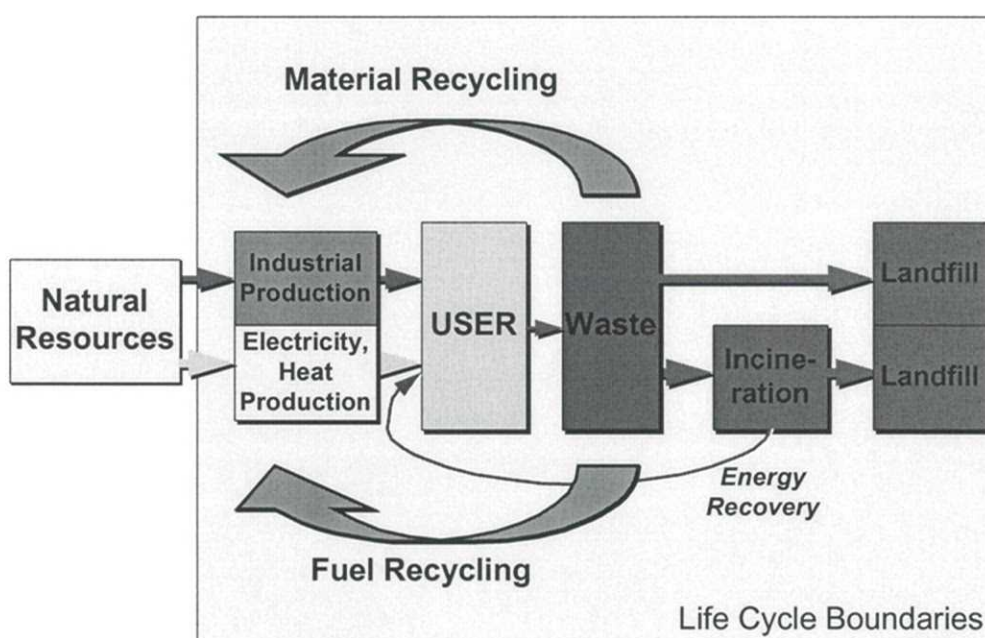 Material Recycling
Natural
Resources
Industrial
Production
Electricity,
Heat
Production
USER
Waste
Incine-
ration
Landfill
Landfill
Energy
Recovery
Fuel Recycling
Life Cycle Boundaries